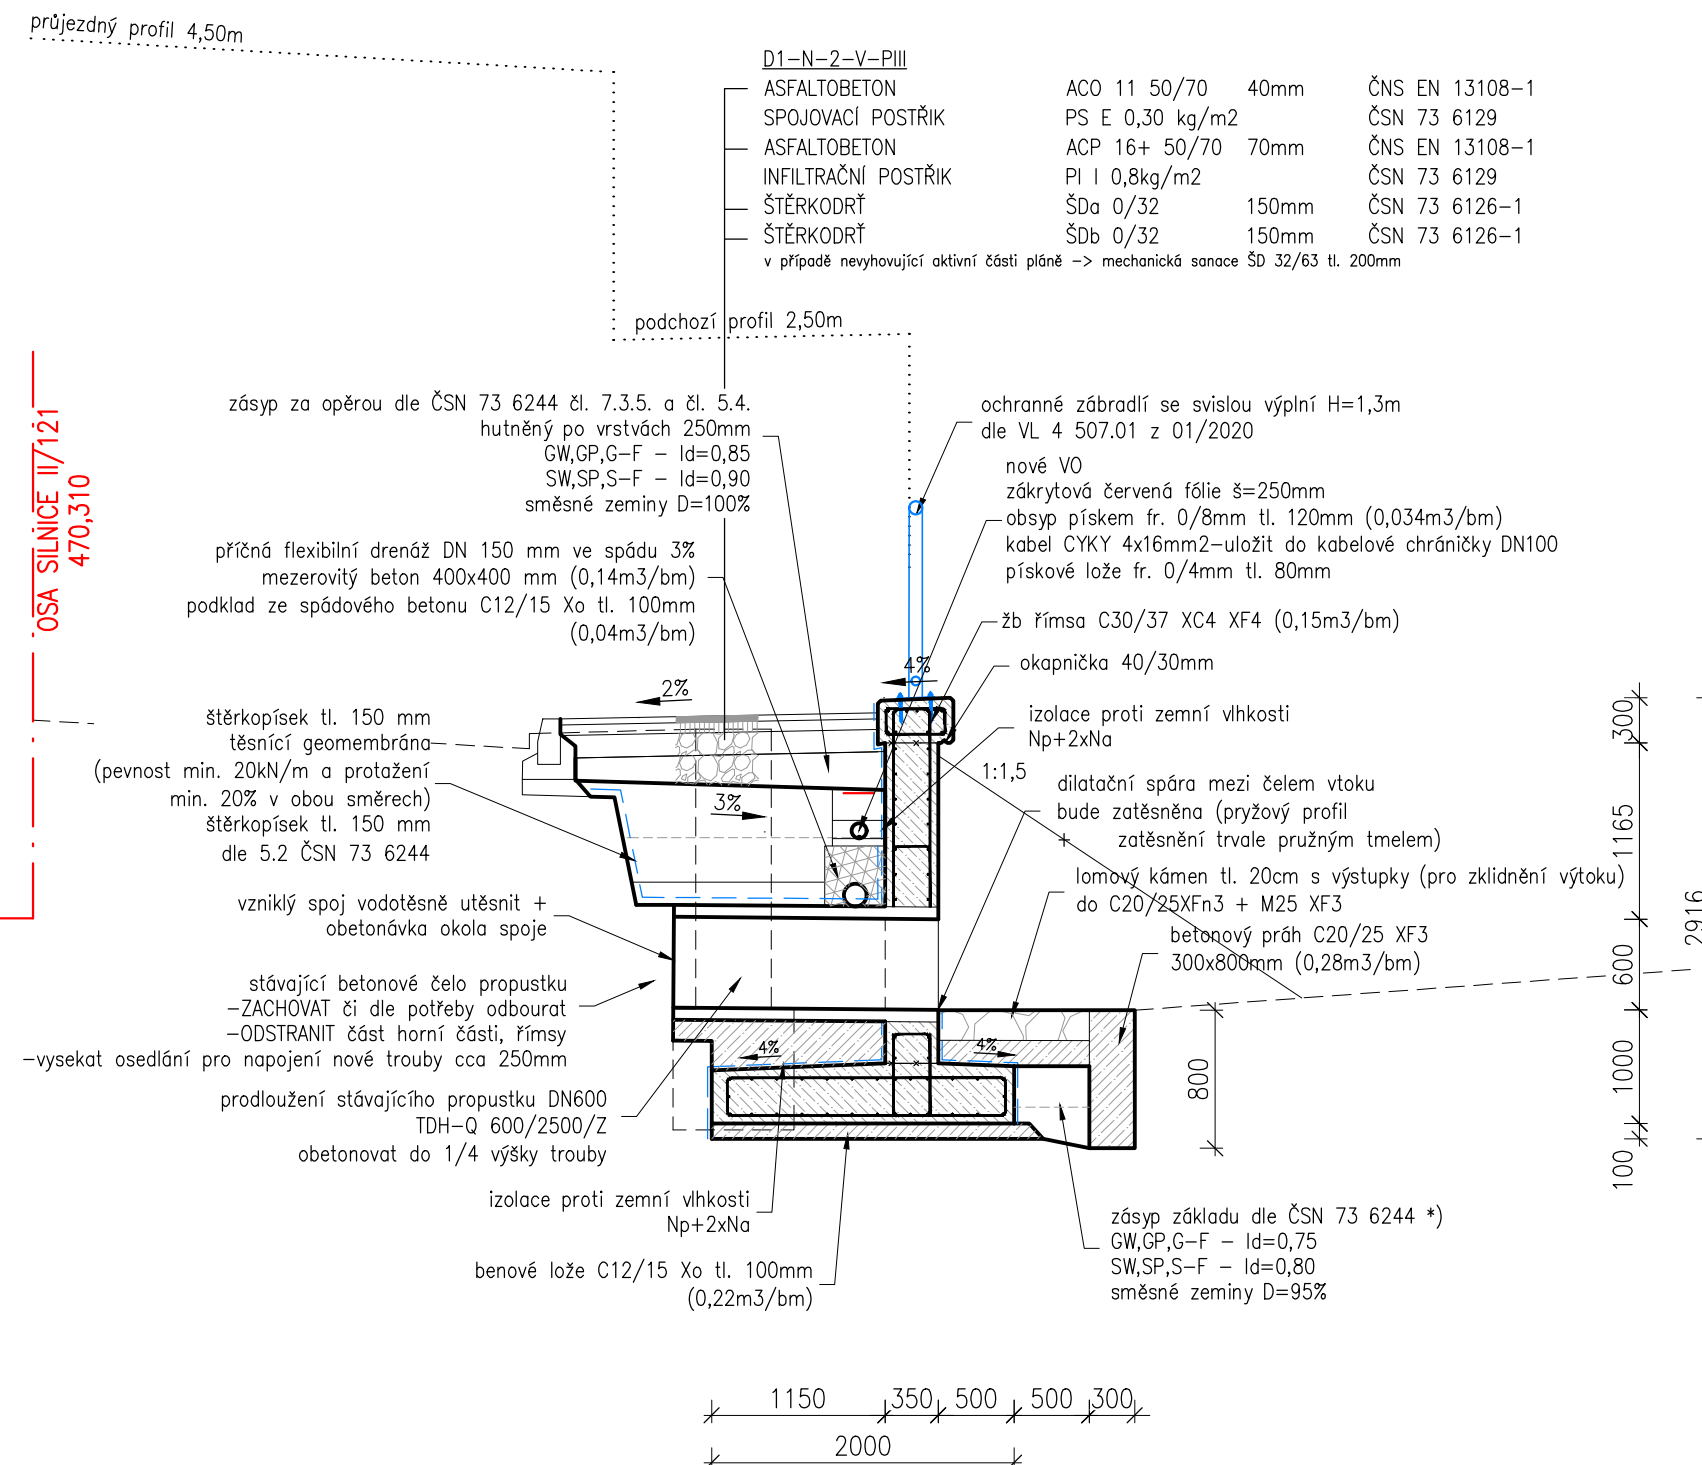 průjezdný profil 4,50m
D1-N-2-V-PIII
ASFALTOBETON ACO 11 50/70 40mm ČNS EN 13108-1
SPOJOVACÍ POSTŘIK PS E 0,30 kg/m2 ČSN 73 6129
ASFALTOBETON ACP 16+ 50/70 70mm ČNS EN 13108-1
INFILTRAČNÍ POSTŘIK PI I 0,8kg/m2 ČSN 73 6129
ŠTĚRKODRŤ ŠDa 0/32 150mm ČSN 73 6126-1
ŠTĚRKODRŤ ŠDb 0/32 150mm ČSN 73 6126-1
v případě nevyhovující aktivní části pláně -> mechanická sanace ŠD 32/63 tl. 200mm
podchozí profil 2,50m
OSA SILNICE II/121
470,310
zásyp za opěrou dle ČSN 73 6244 čl. 7.3.5. a čl. 5.4.
hutněný po vrstvách 250mm
GW,GP,G-F - Id=0,85
SW,SP,S-F - Id=0,90
směsné zeminy D=100%
příčná flexibilní drenáž DN 150 mm ve spádu 3%
mezerovitý beton 400x400 mm (0,14m3/bm)
podklad ze spádového betonu C12/15 Xo tl. 100mm
(0,04m3/bm)
ochranné zábradlí se svislou výplní H=1,3m
dle VL 4 507.01 z 01/2020
nové VO
zákrytová červená fólie š=250mm
obsyp pískem fr. 0/8mm tl. 120mm (0,034m3/bm)
kabel CYKY 4x16mm2-uložit do kabelové chráničky DN100
pískové lože fr. 0/4mm tl. 80mm
žb římsa C30/37 XC4 XF4 (0,15m3/bm)
okapnička 40/30mm
izolace proti zemní vlhkosti
Np+2xNa
2%
4%
3%
1:1,5
štěrkopísek tl. 150 mm
těsnící geomembrána
(pevnost min. 20kN/m a protažení
min. 20% v obou směrech)
štěrkopísek tl. 150 mm
dle 5.2 ČSN 73 6244
dilatační spára mezi čelem vtoku
bude zatěsněna (pryžový profil
+ zatěsnění trvale pružným tmelem)
lomový kámen tl. 20cm s výstupky (pro zklidnění výtoku)
do C20/25XFn3 + M25 XF3
betonový práh C20/25 XF3
300x800mm (0,28m3/bm)
vzniklý spoj vodotěsně utěsnit +
obetonávka okola spoje
stávající betonové čelo propustku
-ZACHOVAT či dle potřeby odbourat
-ODSTRANIT část horní části, římsy
-vysekat osedlání pro napojení nové trouby cca 250mm
4%
4%
prodloužení stávajícího propustku DN600
TDH-Q 600/2500/Z
obetonovat do 1/4 výšky trouby
izolace proti zemní vlhkosti
Np+2xNa
benové lože C12/15 Xo tl. 100mm
(0,22m3/bm)
zásyp základu dle ČSN 73 6244 *)
GW,GP,G-F - Id=0,75
SW,SP,S-F - Id=0,80
směsné zeminy D=95%
800
300
1165
600
1000
100
2916
1150 350 500 500 300
2000